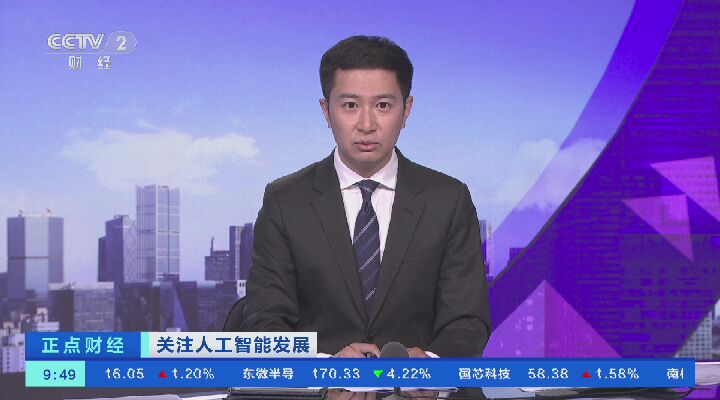 CCTV 2
财经
正点财经 关注人工智能发展
9:49 16.05 ▲1.20% 东微半导 170.33 ▼4.22% 国芯科技 58.38 ▲1.58% 南